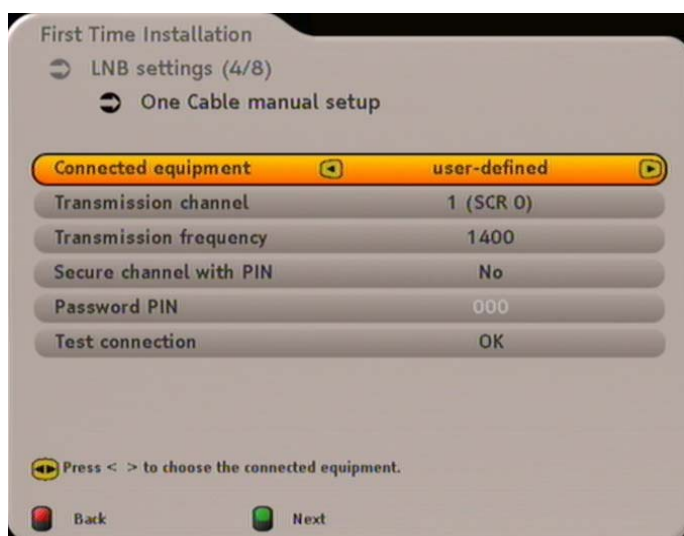 First Time Installation
LNB settings (4/8)
One Cable manual setup
Connected equipment user-defined
Transmission channel 1 (SCR 0)
Transmission frequency 1400
Secure channel with PIN No
Password PIN 000
Test connection OK
Press < > to choose the connected equipment.
Back Next